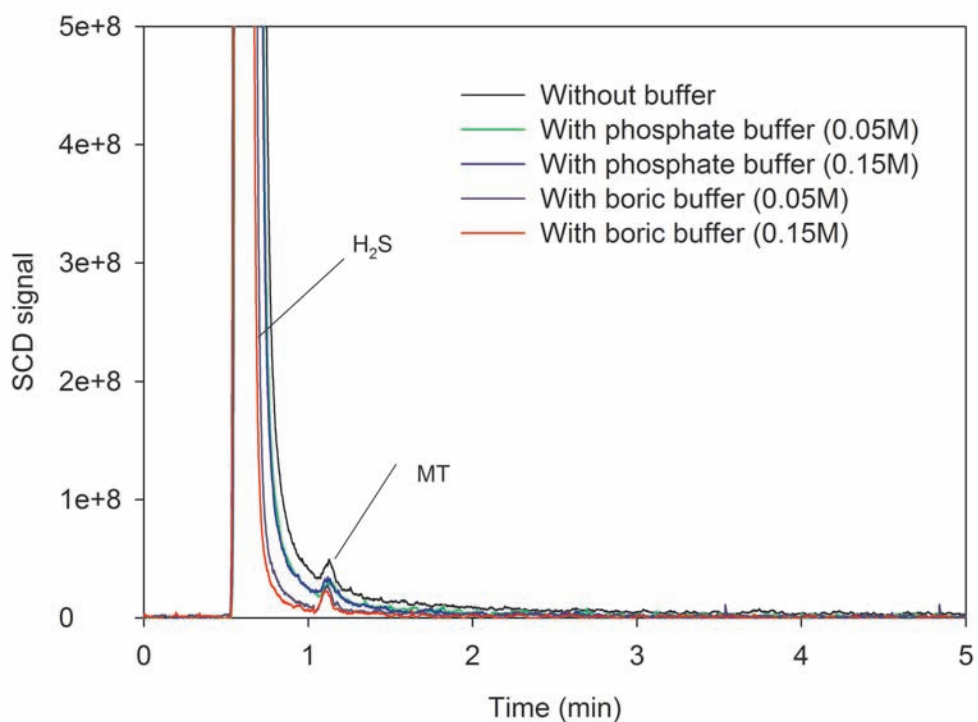 5e+8
4e+8
3e+8
2e+8
1e+8
0
SCD signal
Without buffer
With phosphate buffer (0.05M)
With phosphate buffer (0.15M)
With boric buffer (0.05M)
With boric buffer (0.15M)
H₂S
MT
0 1 2 3 4 5
Time (min)